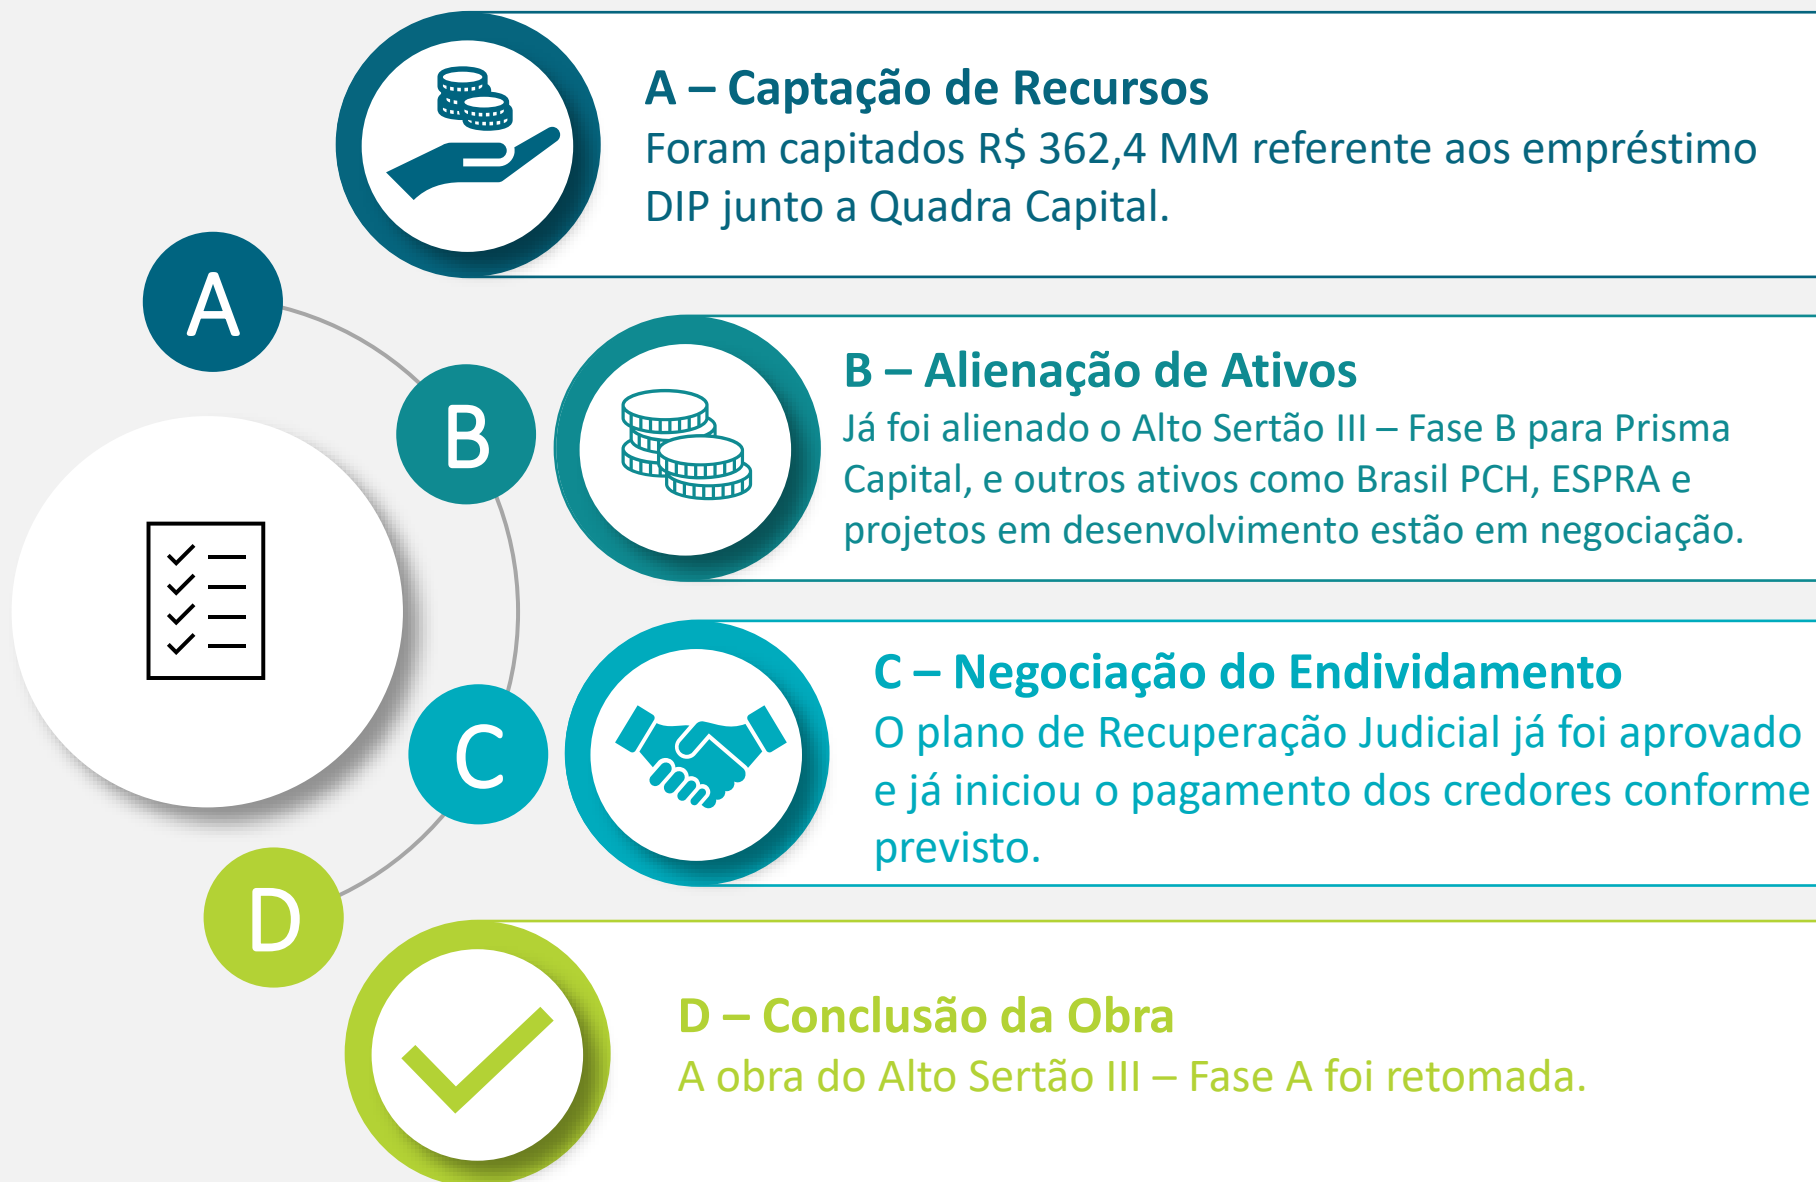 A – Captação de Recursos
Foram capitados R$ 362,4 MM referente aos empréstimo
DIP junto a Quadra Capital.
A
B – Alienação de Ativos
Já foi alienado o Alto Sertão III – Fase B para Prisma
Capital, e outros ativos como Brasil PCH, ESPRA e
projetos em desenvolvimento estão em negociação.
B
C – Negociação do Endividamento
O plano de Recuperação Judicial já foi aprovado
e já iniciou o pagamento dos credores conforme
previsto.
C
D
D – Conclusão da Obra
A obra do Alto Sertão III – Fase A foi retomada.